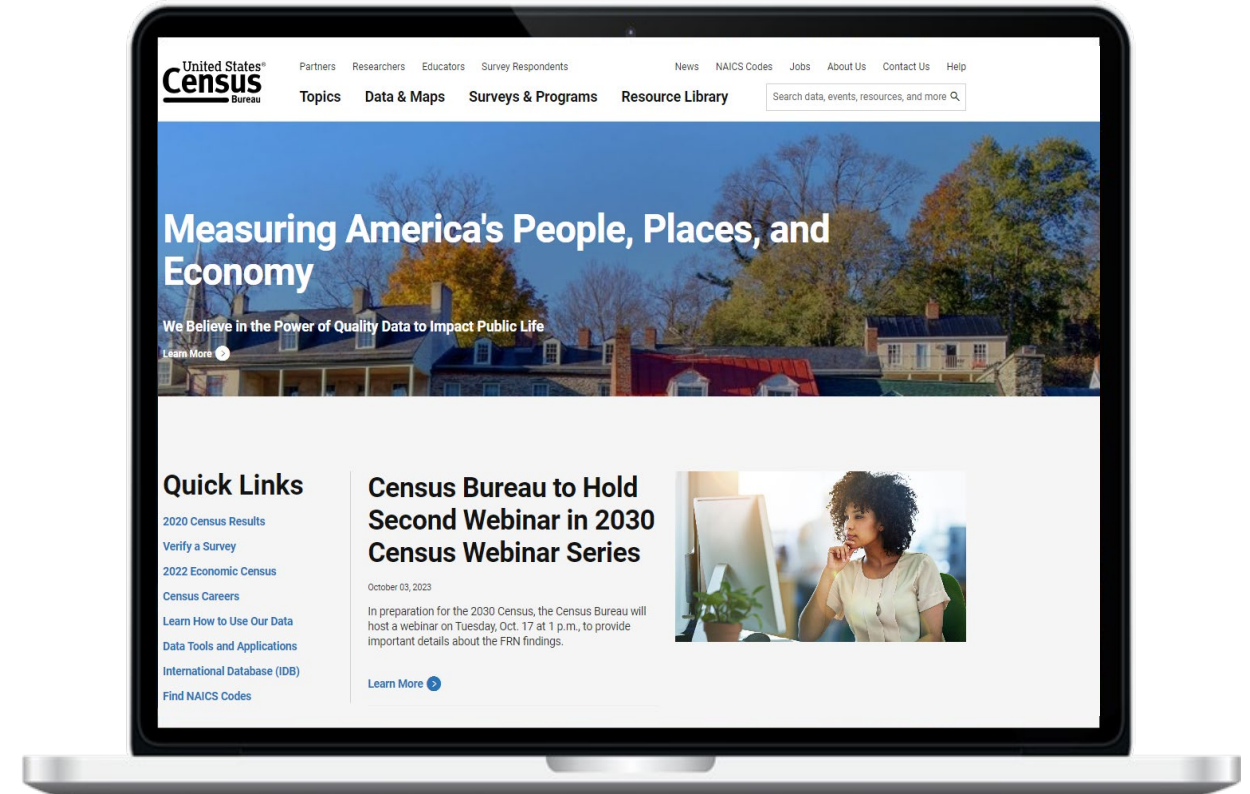 United States®
Census
Bureau
Partners Researchers Educators Survey Respondents
News NAICS Codes Jobs About Us Contact Us Help
Topics Data & Maps Surveys & Programs Resource Library
Search data, events, resources, and more
Measuring America's People, Places, and
Economy
We Believe in the Power of Quality Data to Impact Public Life
Learn More
Quick Links
2020 Census Results
Verify a Survey
2022 Economic Census
Census Careers
Learn How to Use Our Data
Data Tools and Applications
International Database (IDB)
Find NAICS Codes
Census Bureau to Hold
Second Webinar in 2030
Census Webinar Series
October 03, 2023
In preparation for the 2030 Census, the Census Bureau will
host a webinar on Tuesday, Oct. 17 at 1 p.m., to provide
important details about the FRN findings.
Learn More